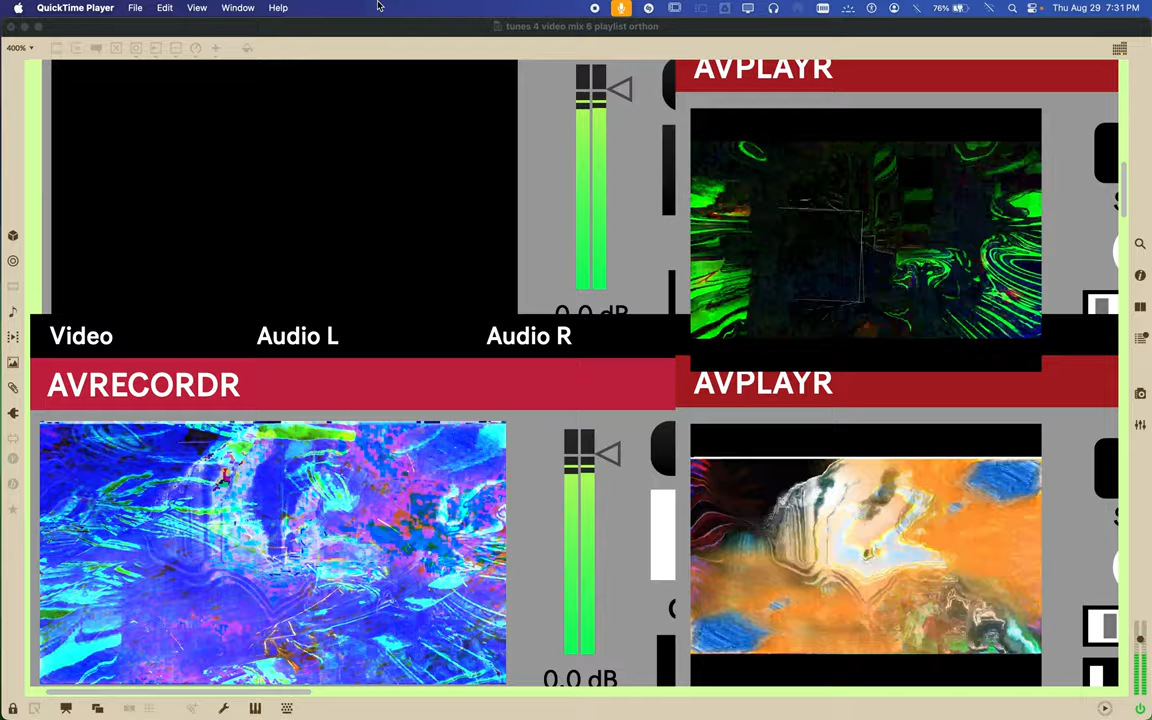 QuickTime Player File Edit View Window Help 76% Thu Aug 29 7:31 PM
tunes 4 video mix 6 playlist orthon
400%
AVPLAYR
0.0 dB
Video Audio L Audio R
AVRECORDR
AVPLAYR
0.0 dB